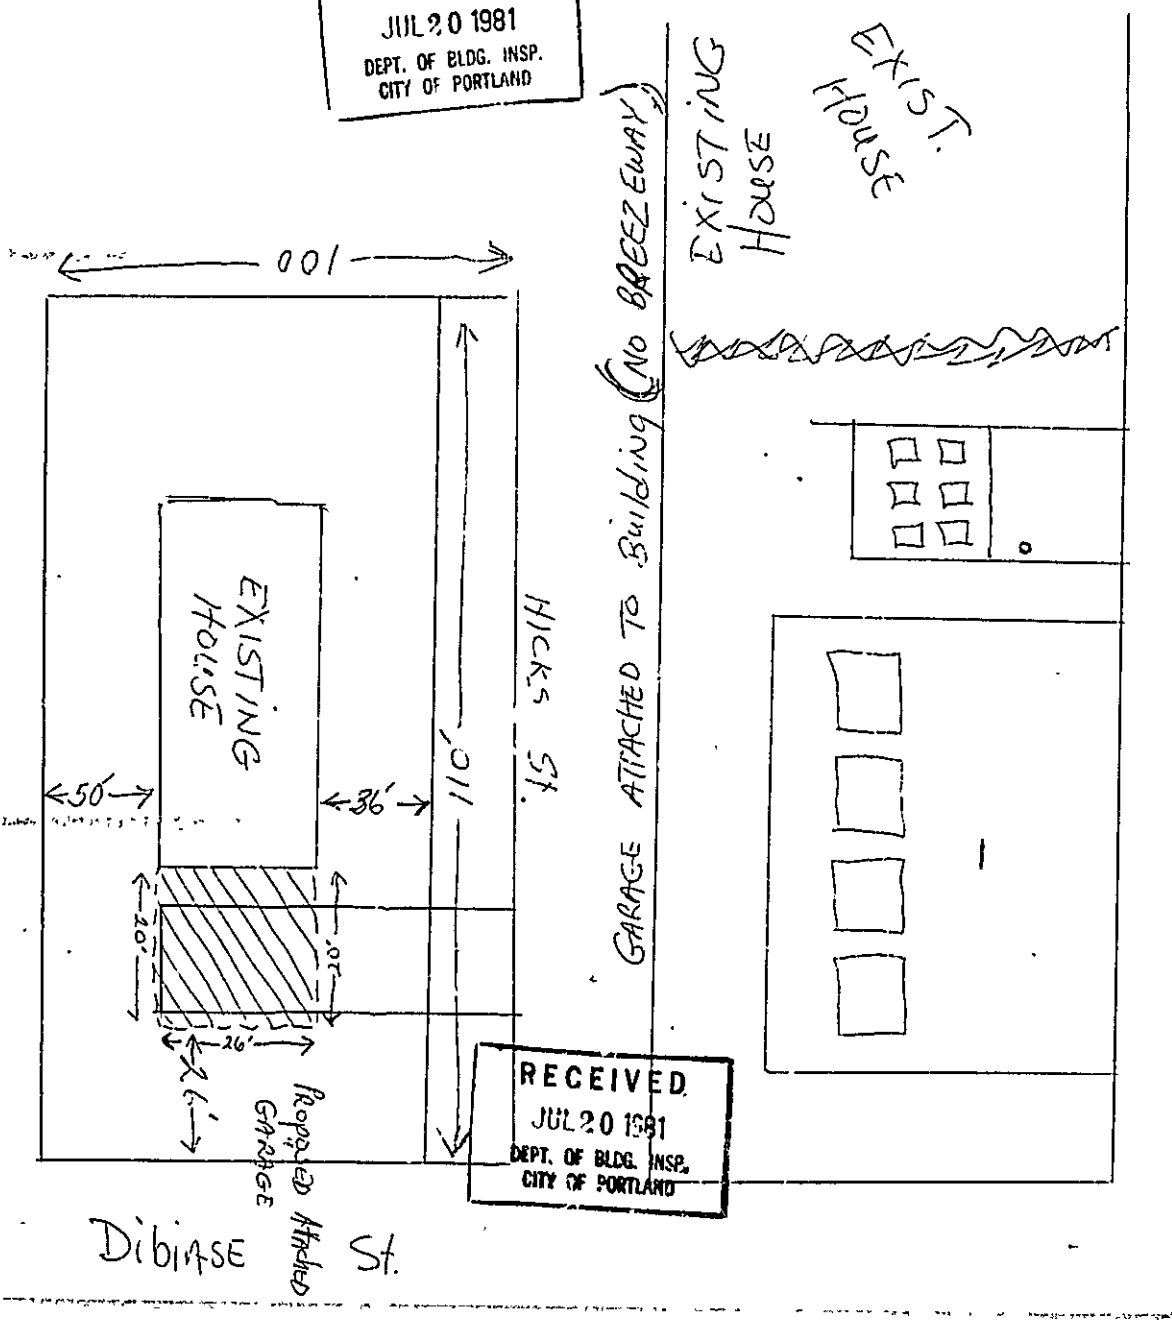 JUL 20 1981
DEPT. OF BLDG. INSP.
CITY OF PORTLAND
EXISTING
HOUSE
EXIST.
HOUSE
100
GARAGE ATTACHED TO Building (NO BREEZEWAY)
HICKS St.
110'
EXISTING
HOUSE
50'
36'
20'
20'
26'
26'
PROPOSED Attached
GARAGE
RECEIVED
JUL 20 1981
DEPT. OF BLDG. INSP.
CITY OF PORTLAND
DibiASE St.